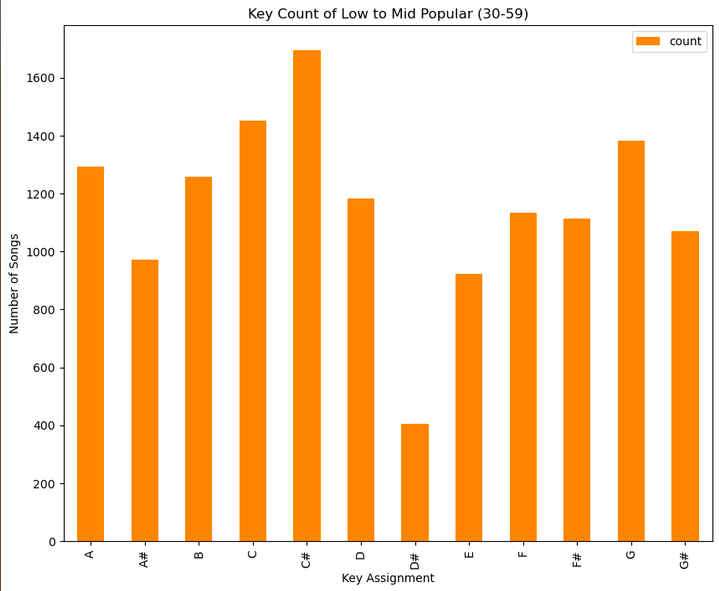 Key Count of Low to Mid Popular (30-59)
count
Number of Songs
1600
1400
1200
1000
800
600
400
200
0
A A# B C C# D D# E F F# G G#
Key Assignment